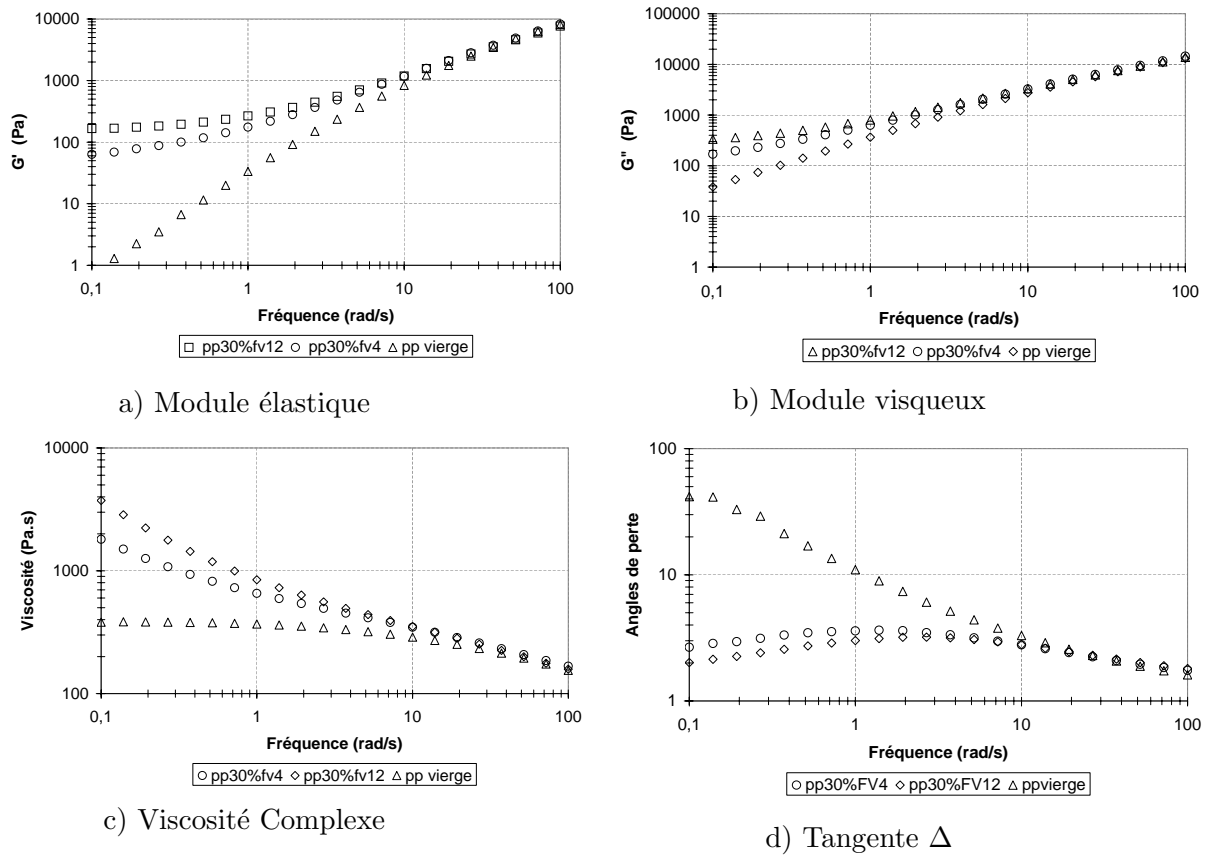 10000
1000
100
10
1
G' (Pa)
0,1 1 10 100
Fréquence (rad/s)
□ pp30%fv12 ○ pp30%fv4 △ pp vierge
a) Module élastique
100000
10000
1000
100
10
1
G" (Pa)
0,1 1 10 100
Fréquence (rad/s)
△ pp30%fv12 ○ pp30%fv4 ◇ pp vierge
b) Module visqueux
10000
1000
100
Viscosité (Pa.s)
0,1 1 10 100
Fréquence (rad/s)
○ pp30%fv4 ◇ pp30%fv12 △ pp vierge
c) Viscosité Complexe
100
10
1
Angles de perte
0,1 1 10 100
Fréquence (rad/s)
○ pp30%FV4 ◇ pp30%FV12 △ ppvierge
d) Tangente Δ